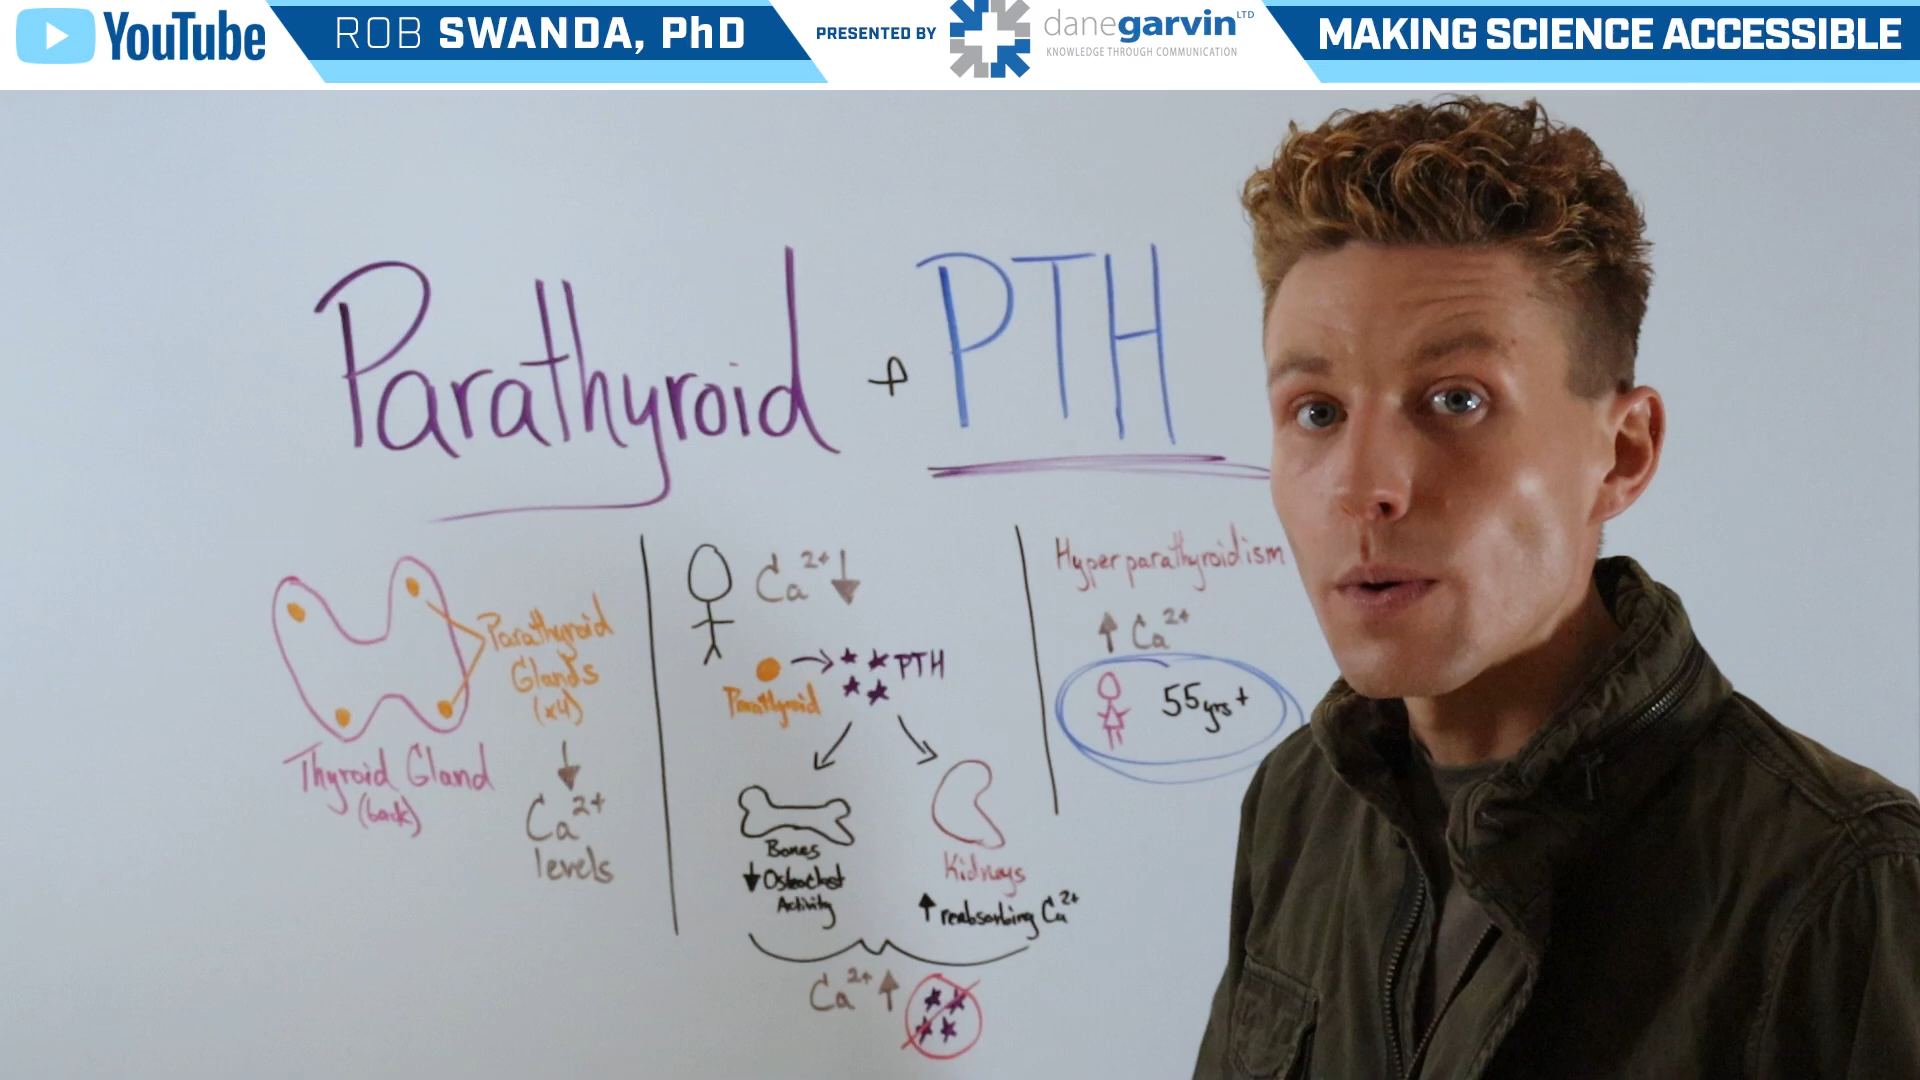 YouTube
ROB SWANDA, PhD
PRESENTED BY
danegarvin LTD
KNOWLEDGE THROUGH COMMUNICATION
MAKING SCIENCE ACCESSIBLE
Parathyroid + PTH
Parathyroid
Glands
(x4)
Thyroid Gland
(back)
Ca2+
levels
Ca2+
Parathyroid
PTH
Bones
Osteoclast
Activity
Kidneys
reabsorbing Ca2+
Ca2+
Hyperparathyroidism
Ca2+
55yrs+